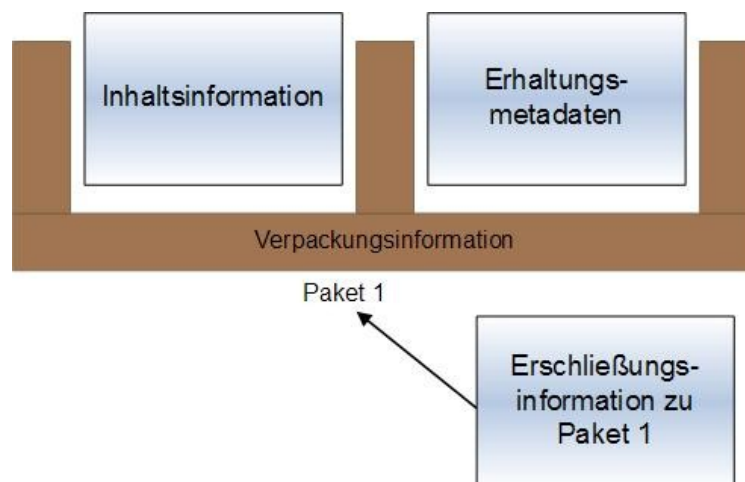 Inhaltsinformation
Erhaltungs-
metadaten
Verpackungsinformation
Paket 1
Erschließungs-
information zu
Paket 1